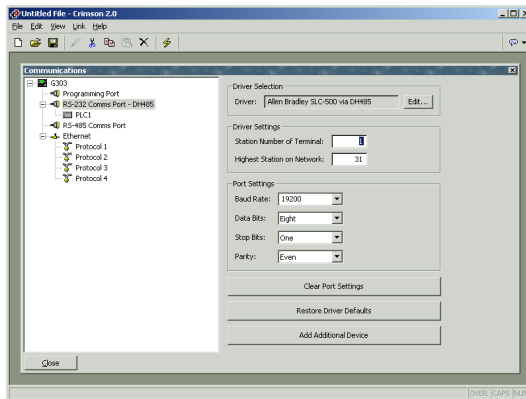 Untitled File - Crimson 2.0
File Edit View Link Help
Communications
G303
Programming Port
RS-232 Comms Port - DH485
PLC1
RS-485 Comms Port
Ethernet
Protocol 1
Protocol 2
Protocol 3
Protocol 4
Driver Selection
Driver: Allen Bradley SLC-500 via DH485 Edit...
Driver Settings
Station Number of Terminal: 1
Highest Station on Network: 31
Port Settings
Baud Rate: 19200
Data Bits: Eight
Stop Bits: One
Parity: Even
Clear Port Settings
Restore Driver Defaults
Add Additional Device
Close
OVER CAPS NUM